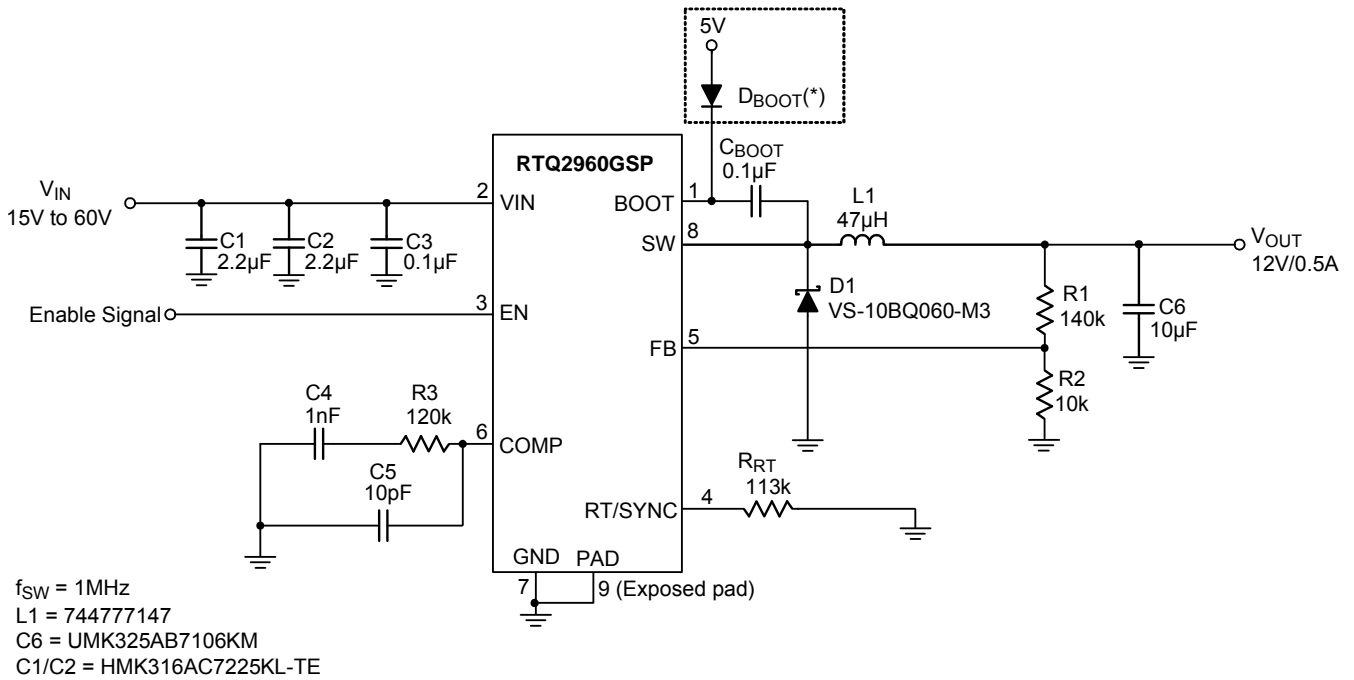 5V
DBOOT(*)
RTQ2960GSP
CBOOT
0.1µF
VIN
15V to 60V
2
VIN
BOOT
1
L1
47µH
SW
8
VOUT
12V/0.5A
C1
2.2µF
C2
2.2µF
C3
0.1µF
D1
VS-10BQ060-M3
R1
140k
C6
10µF
Enable Signal
3
EN
FB
5
R2
10k
C4
1nF
R3
120k
6
COMP
C5
10pF
RRT
113k
RT/SYNC
4
GND
PAD
7
9 (Exposed pad)
fSW = 1MHz
L1 = 744777147
C6 = UMK325AB7106KM
C1/C2 = HMK316AC7225KL-TE